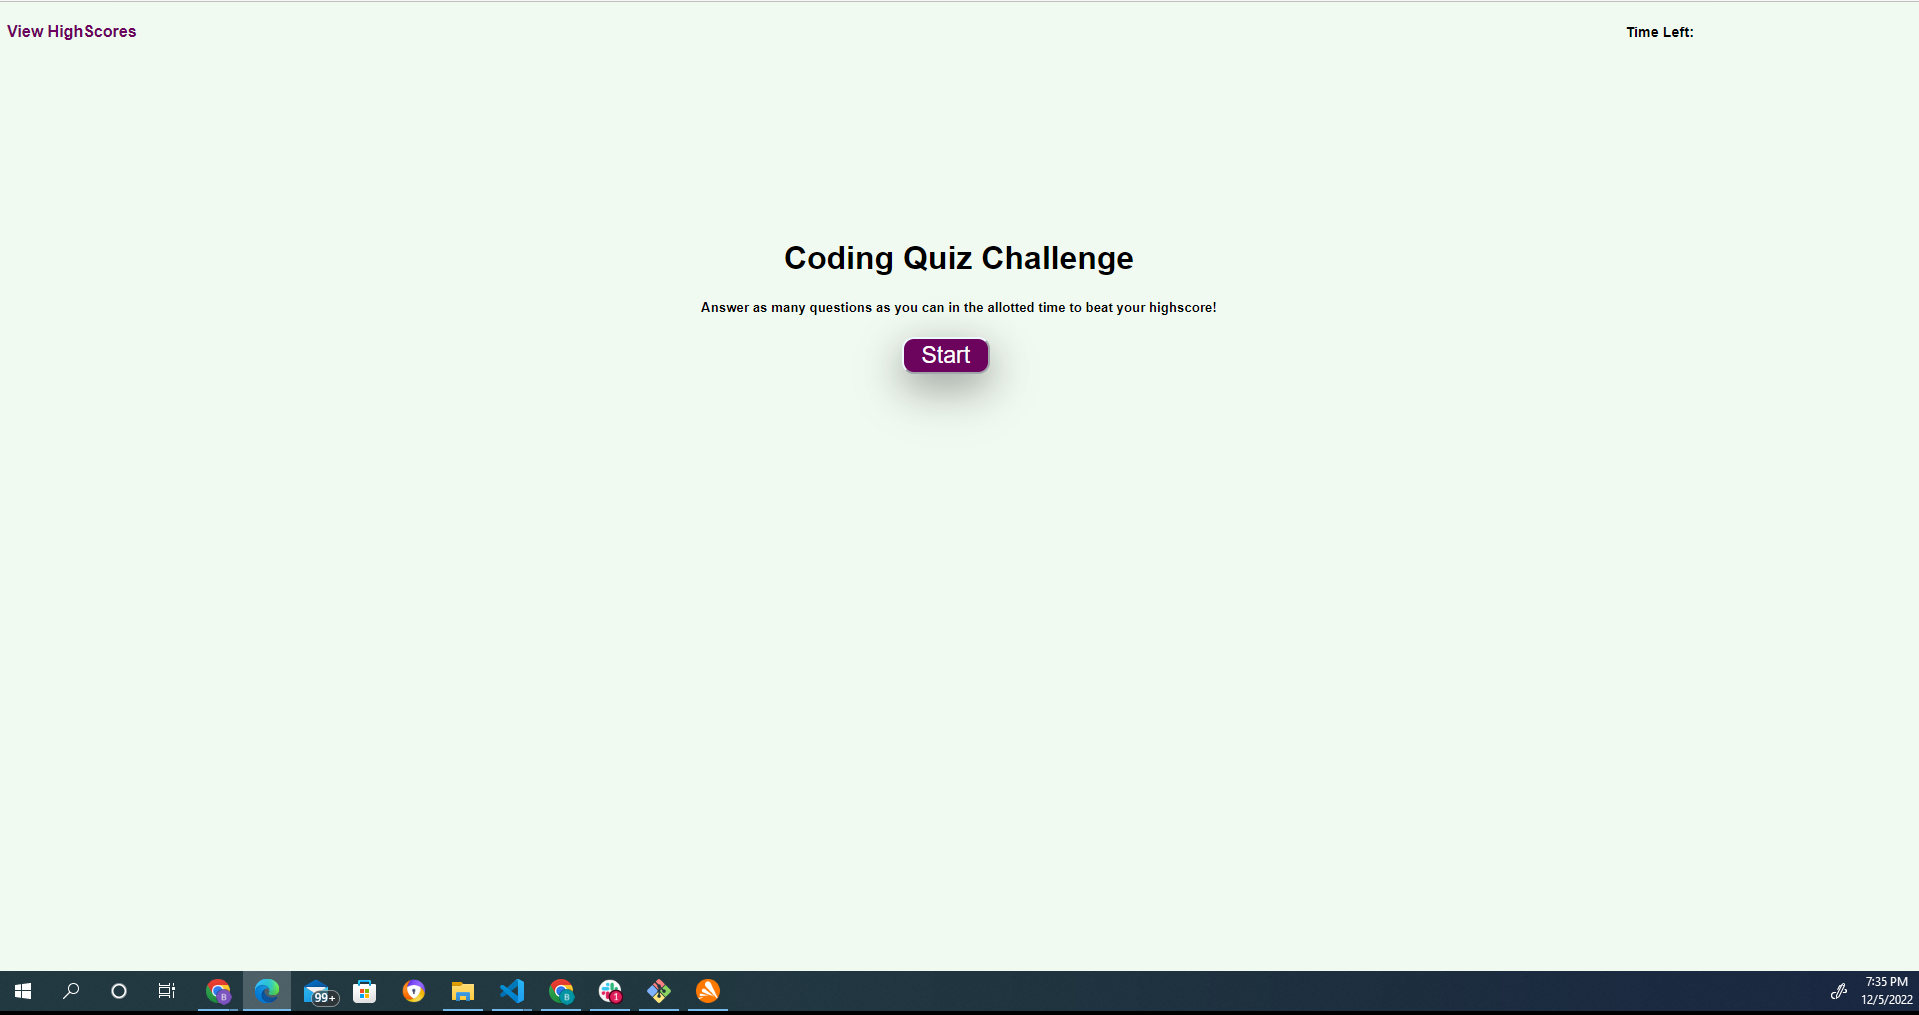 View HighScores
Time Left:
Coding Quiz Challenge
Answer as many questions as you can in the allotted time to beat your highscore!
Start
B
99+
B
1
7:35 PM
12/5/2022